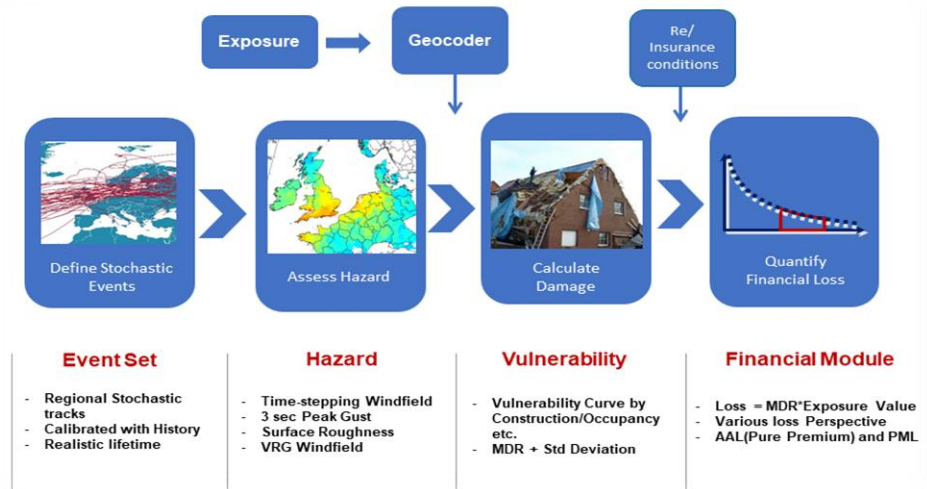 Exposure
Geocoder
Re/
Insurance
conditions
Define Stochastic
Events
Assess Hazard
Calculate
Damage
Quantify
Financial Loss
Event Set
- Regional Stochastic
tracks
- Calibrated with History
- Realistic lifetime
Hazard
- Time-stepping Windfield
- 3 sec Peak Gust
- Surface Roughness
- VRG Windfield
Vulnerability
- Vulnerability Curve by
Construction/Occupancy
etc.
- MDR + Std Deviation
Financial Module
- Loss = MDR*Exposure Value
- Various loss Perspective
- AAL(Pure Premium) and PML